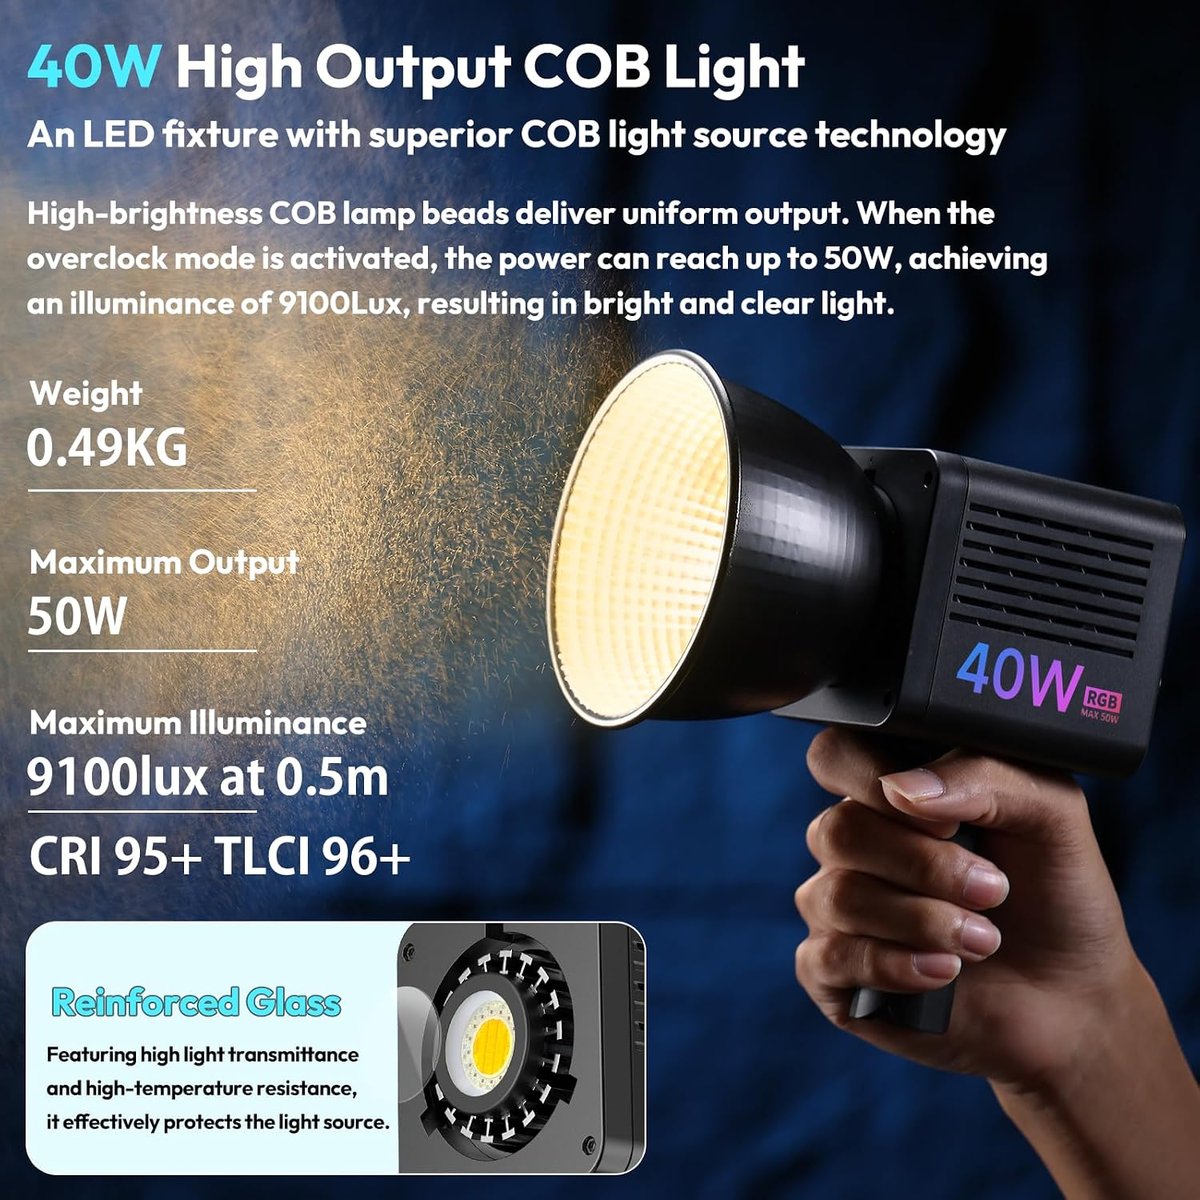 40W High Output COB Light
An LED fixture with superior COB light source technology
High-brightness COB lamp beads deliver uniform output. When the
overclock mode is activated, the power can reach up to 50W, achieving
an illuminance of 9100Lux, resulting in bright and clear light.
Weight
0.49KG
Maximum Output
50W
Maximum Illuminance
9100lux at 0.5m
CRI 95+ TLCI 96+
40W RGB
MAX 50W
Reinforced Glass
Featuring high light transmittance
and high-temperature resistance,
it effectively protects the light source.